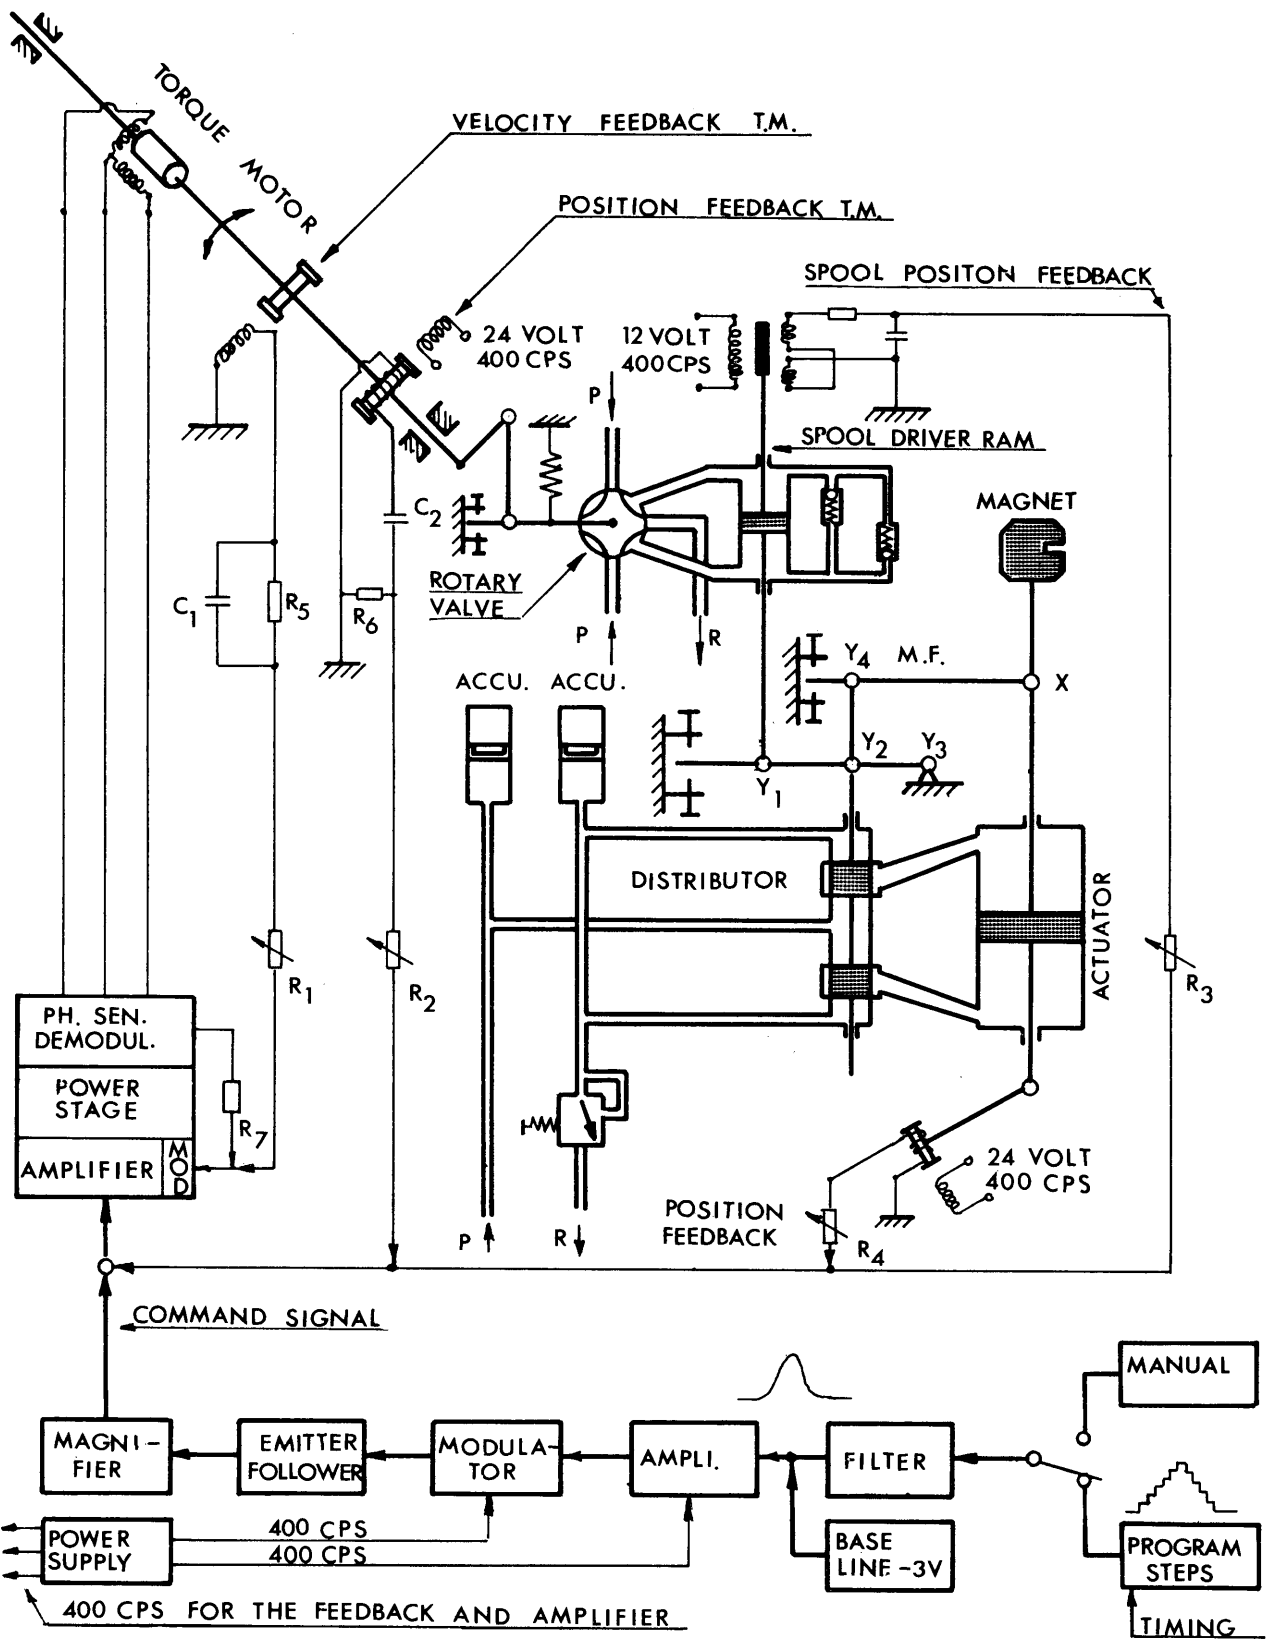 TORQUE MOTOR
VELOCITY FEEDBACK T.M.
POSITION FEEDBACK T.M.
SPOOL POSITON FEEDBACK
24 VOLT
400 CPS
12 VOLT
400 CPS
P
SPOOL DRIVER RAM
MAGNET
C2
ROTARY
VALVE
C1
R5
R6
P
R
Y4
M.F.
X
ACCU.
ACCU.
Y2
Y3
Y1
DISTRIBUTOR
ACTUATOR
R1
R2
R3
PH. SEN.
DEMODUL.
POWER
STAGE
R7
AMPLIFIER
MOD
24 VOLT
400 CPS
POSITION
FEEDBACK
R4
P
R
COMMAND SIGNAL
MANUAL
MAGNI-
FIER
EMITTER
FOLLOWER
MODULA-
TOR
AMPLI.
FILTER
400 CPS
400 CPS
POWER
SUPPLY
BASE
LINE -3V
PROGRAM
STEPS
400 CPS FOR THE FEEDBACK AND AMPLIFIER
TIMING